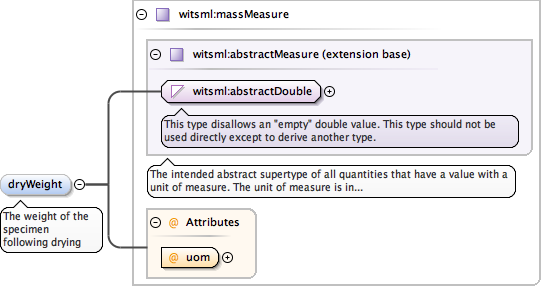 witsml:massMeasure
witsml:abstractMeasure (extension base)
witsml:abstractDouble
This type disallows an "empty" double value. This type should not be
used directly except to derive another type.
The intended abstract supertype of all quantities that have a value with a
unit of measure. The unit of measure is in...
dryWeight
The weight of the
specimen
following drying
@ Attributes
@ uom